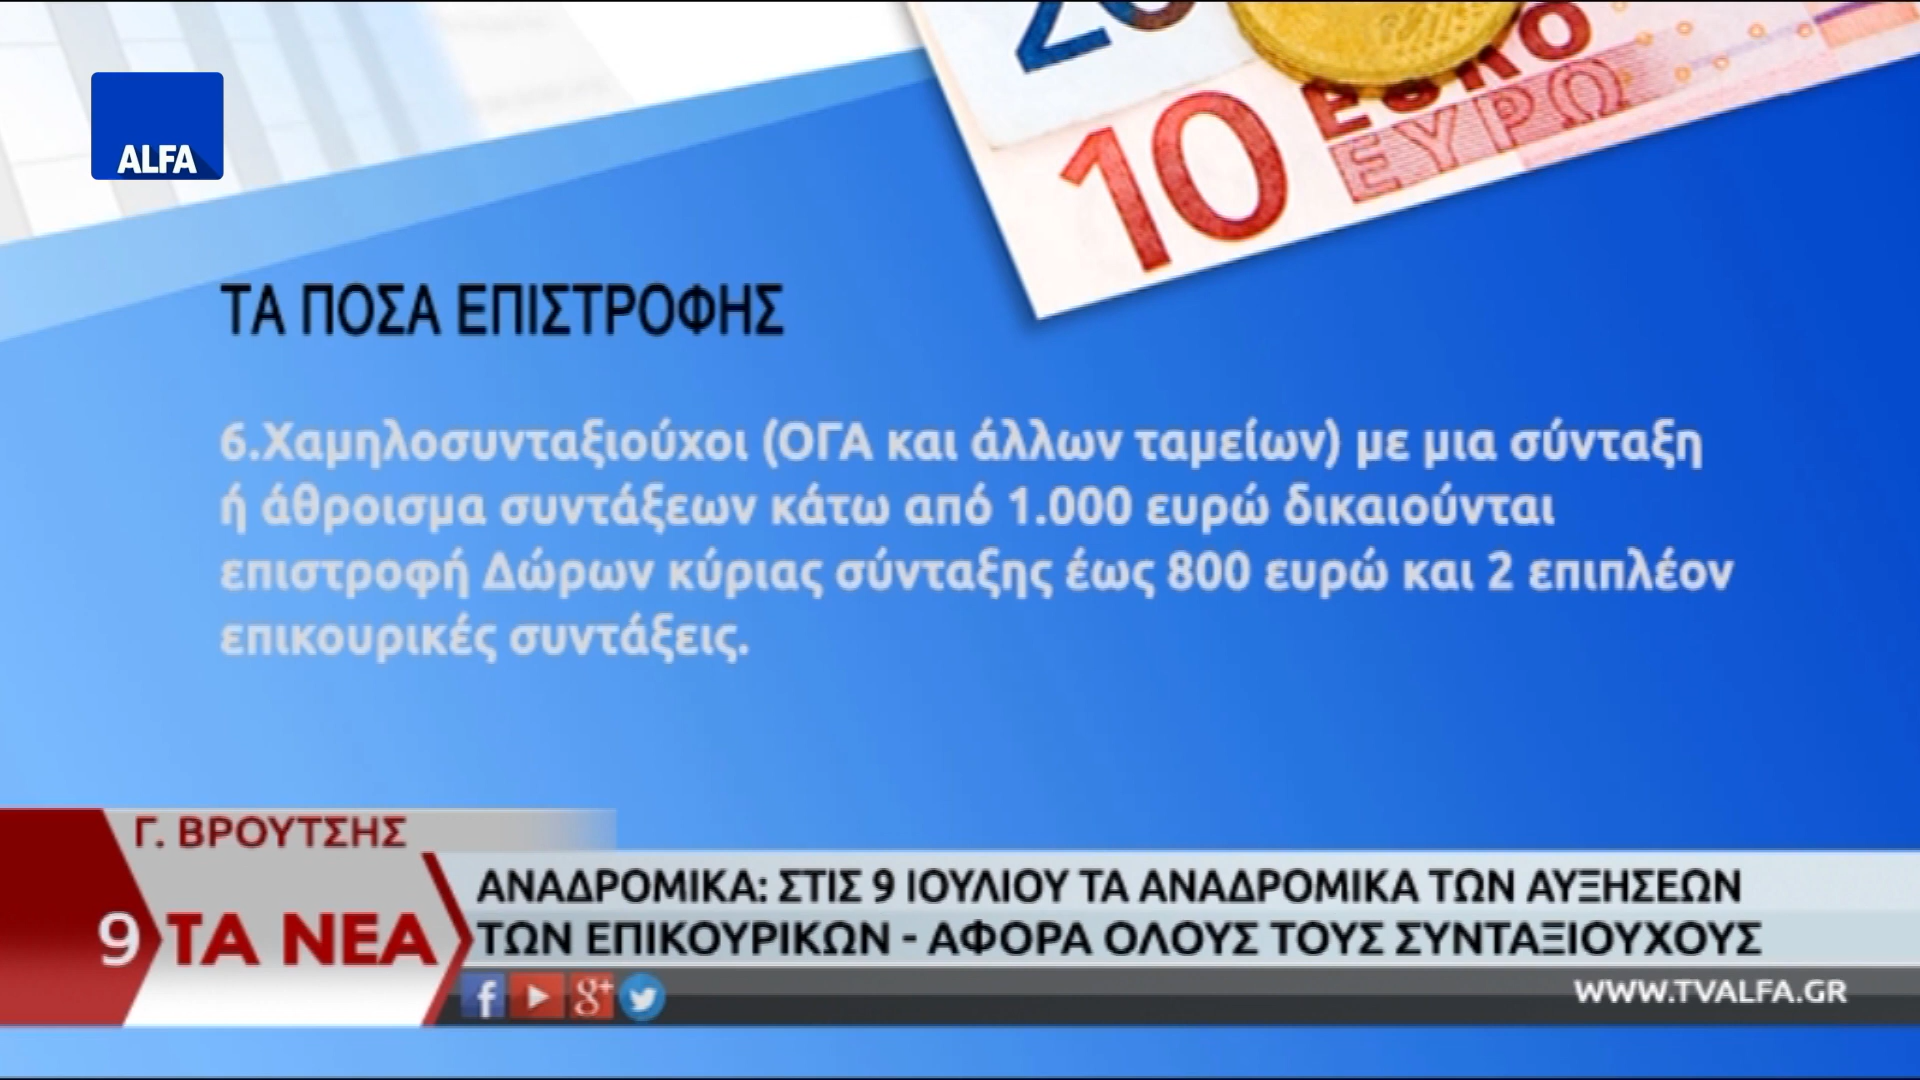 20
EURO
10 ΕΥΡΩ
ALFA
ΤΑ ΠΟΣΑ ΕΠΙΣΤΡΟΦΗΣ
6.Χαμηλοσυνταξιούχοι (ΟΓΑ και άλλων ταμείων) με μια σύνταξη
ή άθροισμα συντάξεων κάτω από 1.000 ευρώ δικαιούνται
επιστροφή Δώρων κύριας σύνταξης έως 800 ευρώ και 2 επιπλέον
επικουρικές συντάξεις.
Γ. ΒΡΟΥΤΣΗΣ
ΑΝΑΔΡΟΜΙΚΑ: ΣΤΙΣ 9 ΙΟΥΛΙΟΥ ΤΑ ΑΝΑΔΡΟΜΙΚΑ ΤΩΝ ΑΥΞΗΣΕΩΝ
ΤΩΝ ΕΠΙΚΟΥΡΙΚΩΝ - ΑΦΟΡΑ ΟΛΟΥΣ ΤΟΥΣ ΣΥΝΤΑΞΙΟΥΧΟΥΣ
9 ΤΑ ΝΕΑ
f g+
WWW.TVALFA.GR